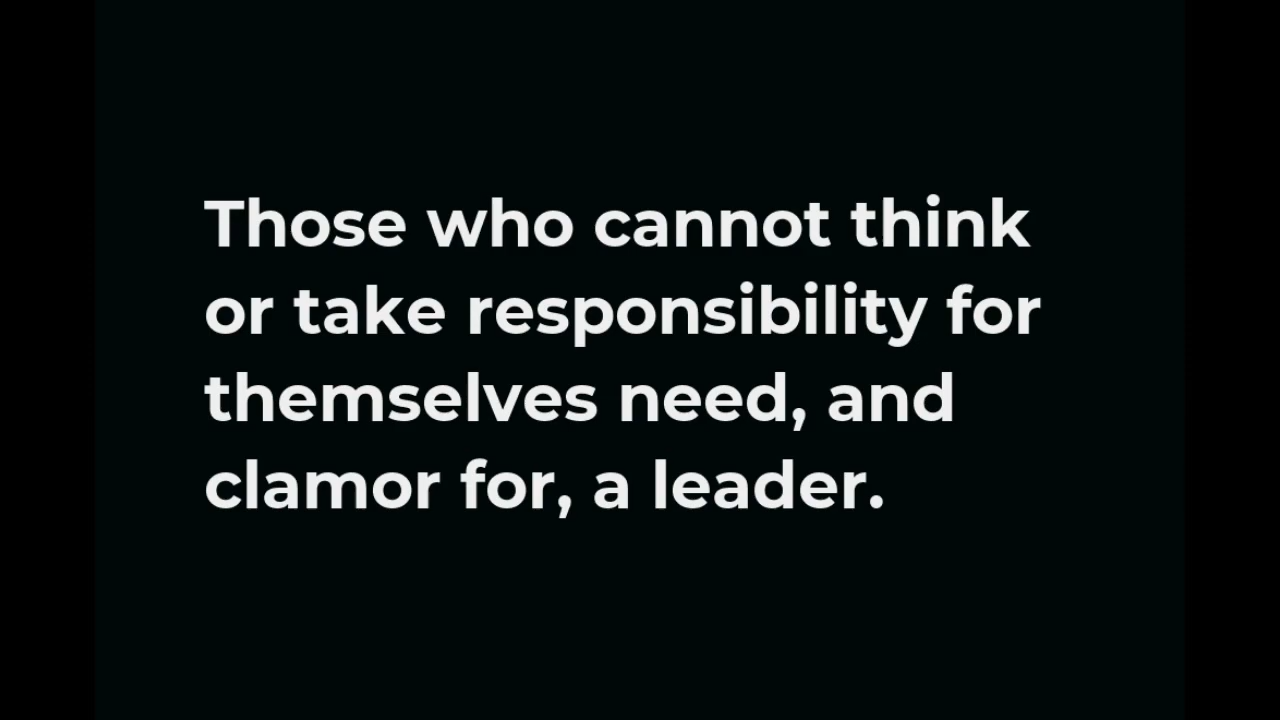 Those who cannot think
or take responsibility for
themselves need, and
clamor for, a leader.